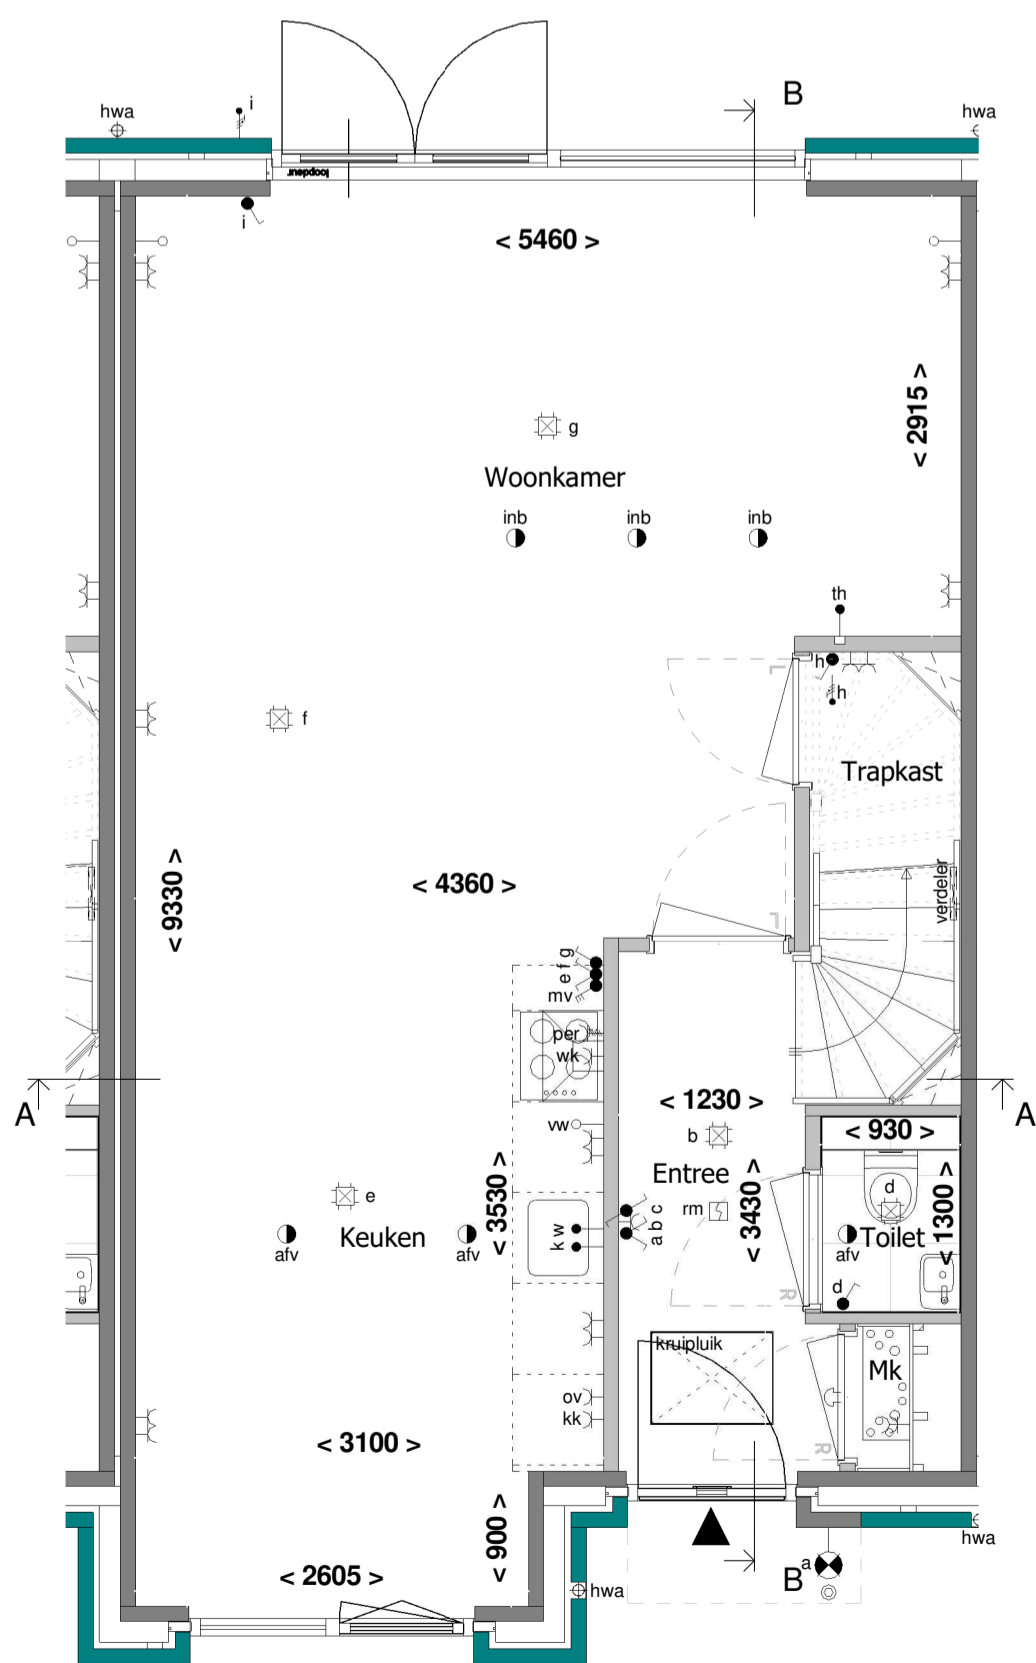 B
hwa
i
hwa
loopdeur
i
< 5460 >
< 2915 >
g
Woonkamer
inb
inb
inb
th
h
L
h
f
Trapkast
< 4360 >
< 9330 >
verdeler
L
e f g
mv
per
wk
A
A
< 1230 >
vw
b
< 930 >
Entree
< 3530 >
< 3430 >
< 1300 >
e
d
rm
a b c
k w
Keuken
Toilet
afv
afv
afv
d
R
kruipluik
Mk
ov
kk
< 3100 >
R
< 900 >
hwa
< 2605 >
B
a
hwa